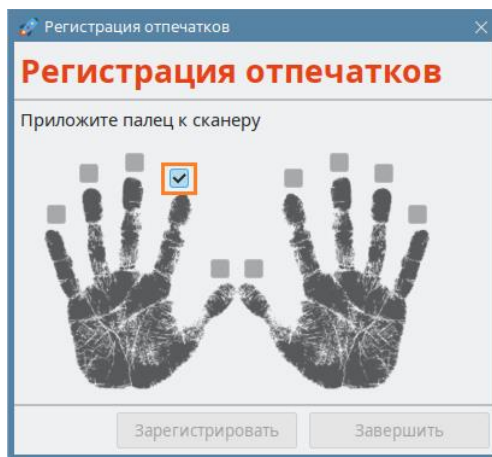 Регистрация отпечатков
Регистрация отпечатков
Приложите палец к сканеру
Зарегистрировать
Завершить